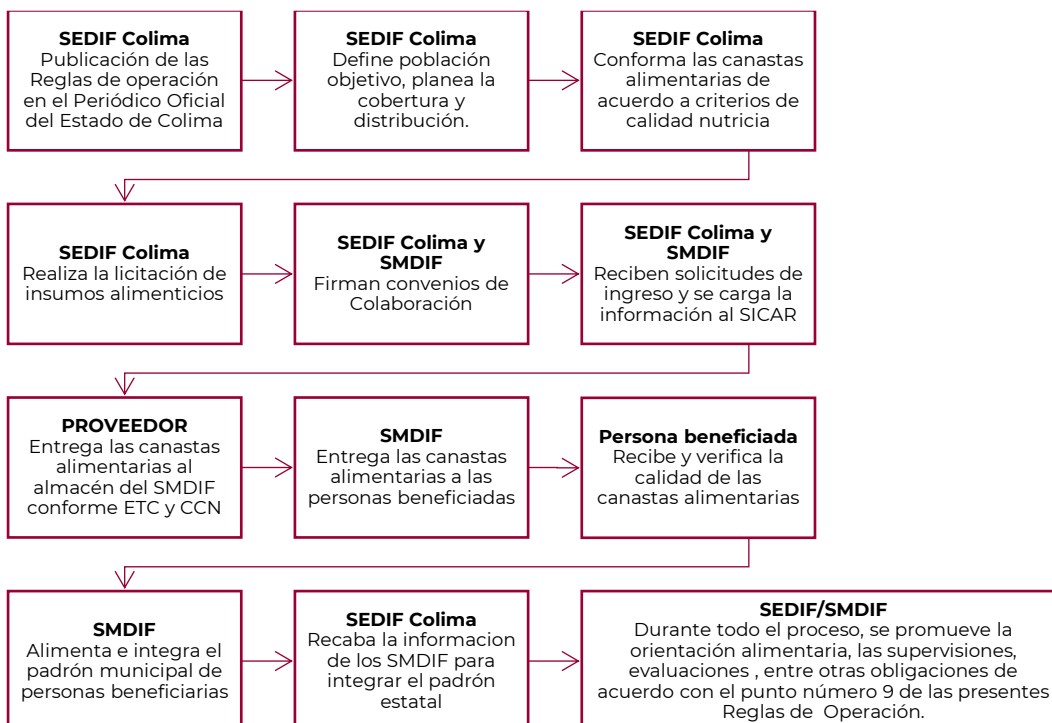 SEDIF Colima
Publicación de las
Reglas de operación
en el Periódico Oficial
del Estado de Colima
SEDIF Colima
Define población
objetivo, planea la
cobertura y
distribución.
SEDIF Colima
Conforma las canastas
alimentarias de
acuerdo a criterios de
calidad nutricia
SEDIF Colima
Realiza la licitación de
insumos alimenticios
SEDIF Colima y
SMDIF
Firman convenios de
Colaboración
SEDIF Colima y
SMDIF
Reciben solicitudes de
ingreso y se carga la
información al SICAR
PROVEEDOR
Entrega las canastas
alimentarias al
almacén del SMDIF
conforme ETC y CCN
SMDIF
Entrega las canastas
alimentarias a las
personas beneficiadas
Persona beneficiada
Recibe y verifica la
calidad de las
canastas alimentarias
SMDIF
Alimenta e integra el
padrón municipal de
personas beneficiarias
SEDIF Colima
Recaba la informacion
de los SMDIF para
integrar el padrón
estatal
SEDIF/SMDIF
Durante todo el proceso, se promueve la
orientación alimentaria, las supervisiones,
evaluaciones , entre otras obligaciones de
acuerdo con el punto número 9 de las presentes
Reglas de Operación.